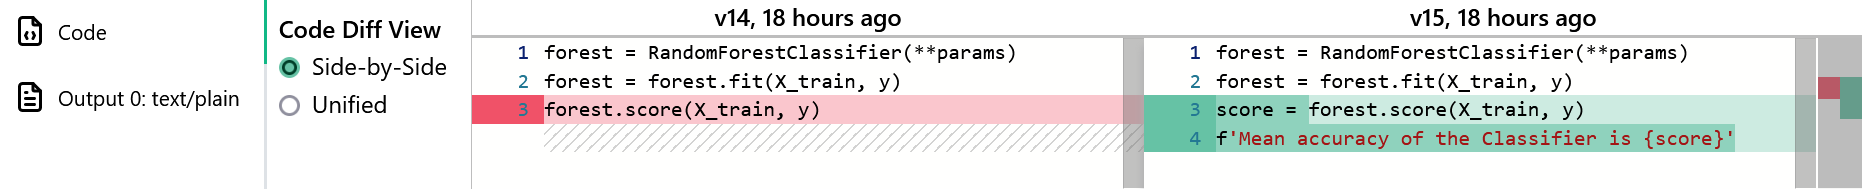 Code
Output 0: text/plain
Code Diff View
Side-by-Side
Unified
v14, 18 hours ago
1 forest = RandomForestClassifier(**params)
2 forest = forest.fit(X_train, y)
3 forest.score(X_train, y)
v15, 18 hours ago
1 forest = RandomForestClassifier(**params)
2 forest = forest.fit(X_train, y)
3 score = forest.score(X_train, y)
4 f'Mean accuracy of the Classifier is {score}'